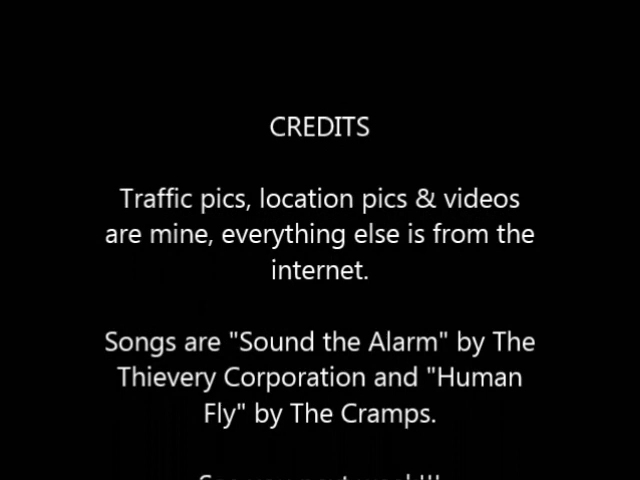 CREDITS
Traffic pics, location pics & videos
are mine, everything else is from the
internet.
Songs are "Sound the Alarm" by The
Thievery Corporation and "Human
Fly" by The Cramps.